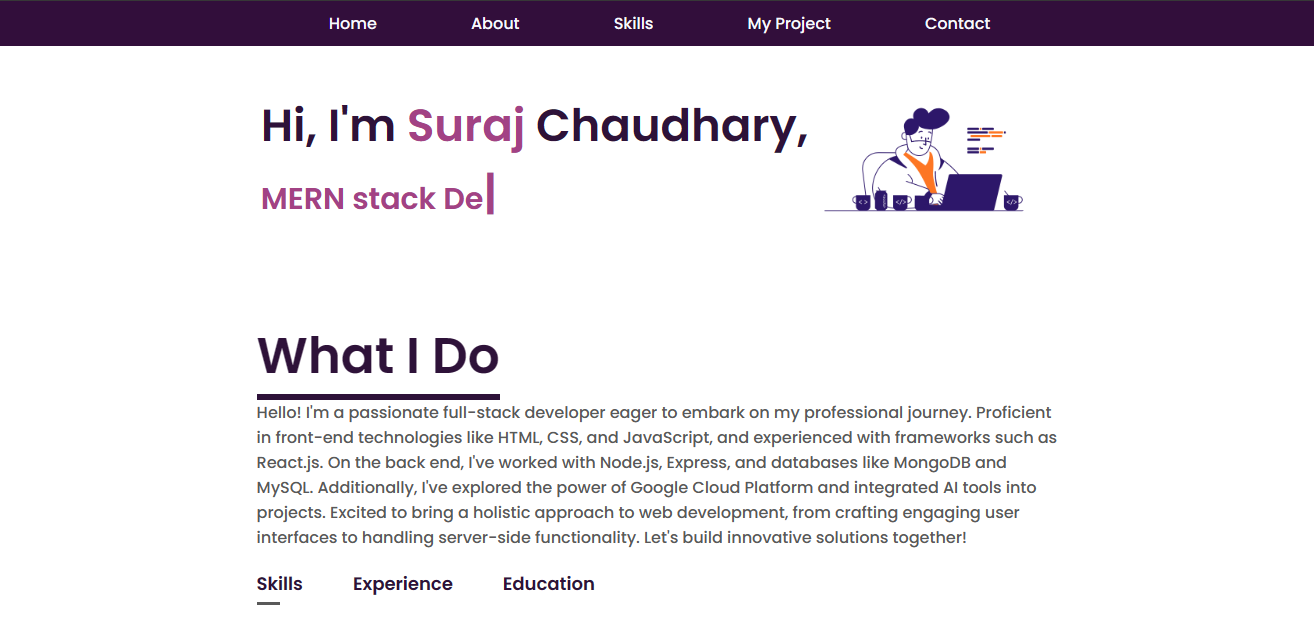 Home About Skills My Project Contact
Hi, I'm Suraj Chaudhary,
MERN stack De
What I Do
Hello! I'm a passionate full-stack developer eager to embark on my professional journey. Proficient
in front-end technologies like HTML, CSS, and JavaScript, and experienced with frameworks such as
React.js. On the back end, I've worked with Node.js, Express, and databases like MongoDB and
MySQL. Additionally, I've explored the power of Google Cloud Platform and integrated AI tools into
projects. Excited to bring a holistic approach to web development, from crafting engaging user
interfaces to handling server-side functionality. Let's build innovative solutions together!
Skills Experience Education